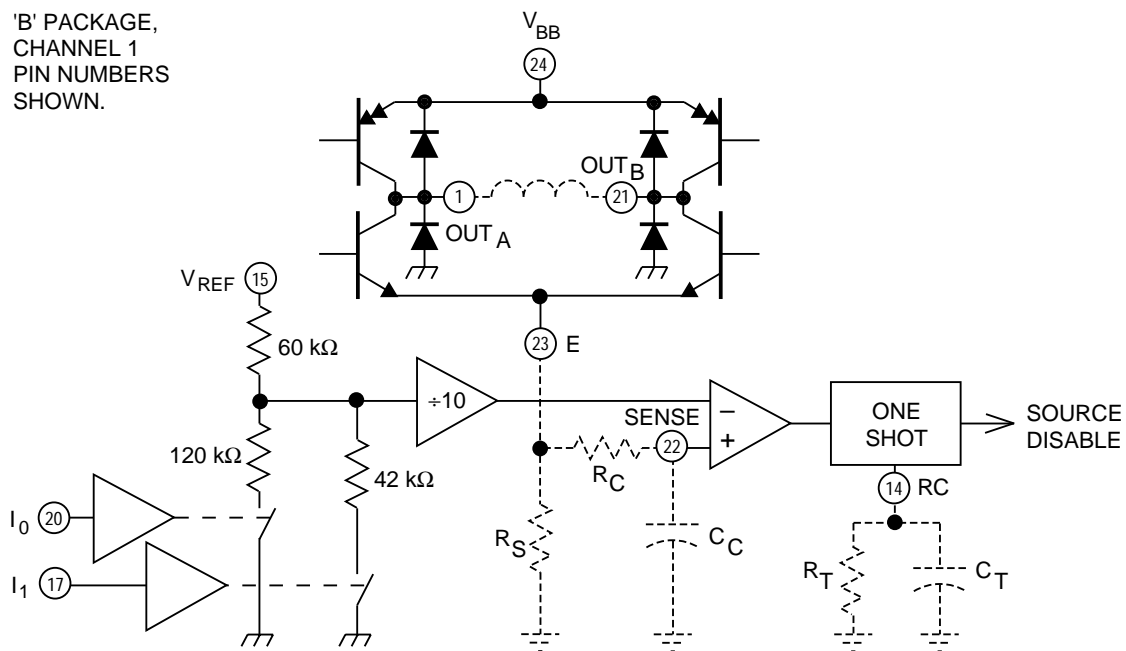 'B' PACKAGE,
CHANNEL 1
PIN NUMBERS
SHOWN.
V_BB
24
OUT_B
1
21
OUT_A
V_REF
15
60 kΩ
23
E
÷10
SENSE
−
+
22
ONE
SHOT
SOURCE
DISABLE
120 kΩ
42 kΩ
R_C
14
RC
I_0
20
R_S
C_C
I_1
17
R_T
C_T